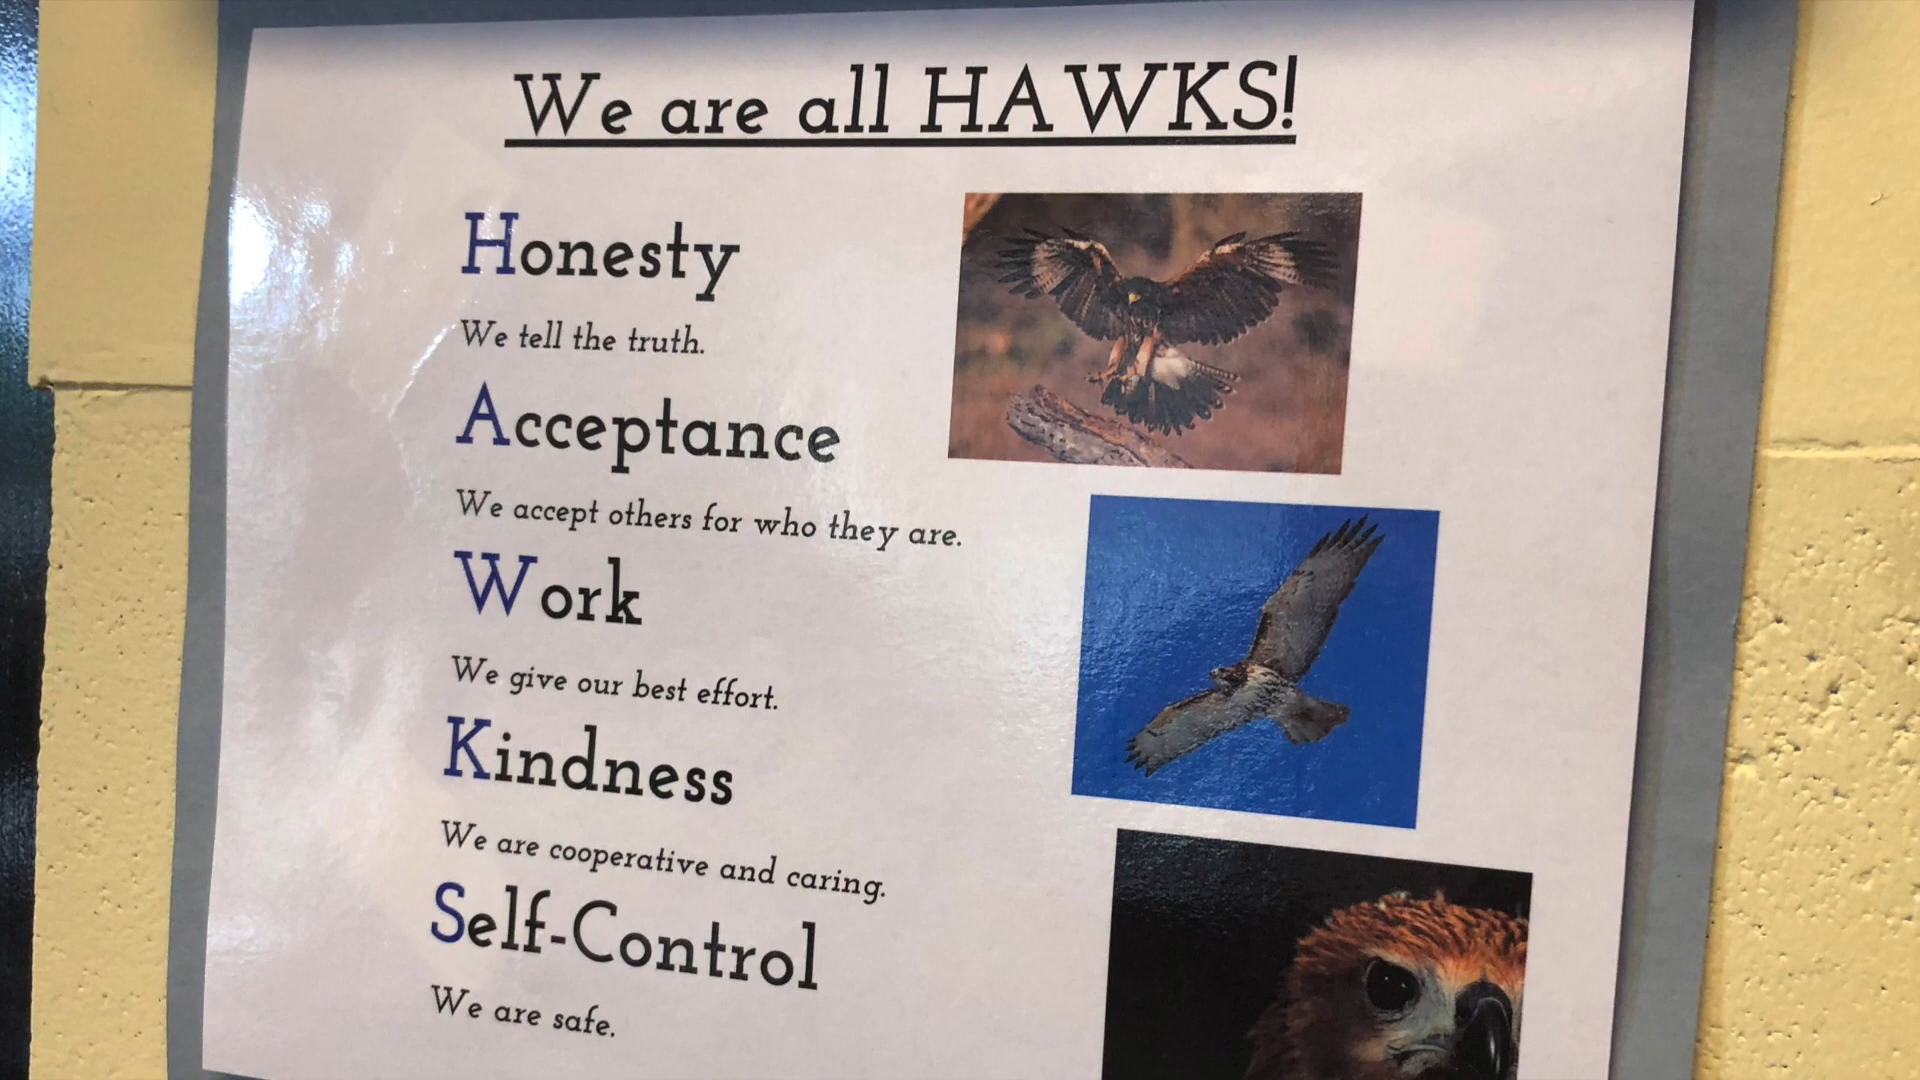 We are all HAWKS!
Honesty
We tell the truth.
Acceptance
We accept others for who they are.
Work
We give our best effort.
Kindness
We are cooperative and caring.
Self-Control
We are safe.